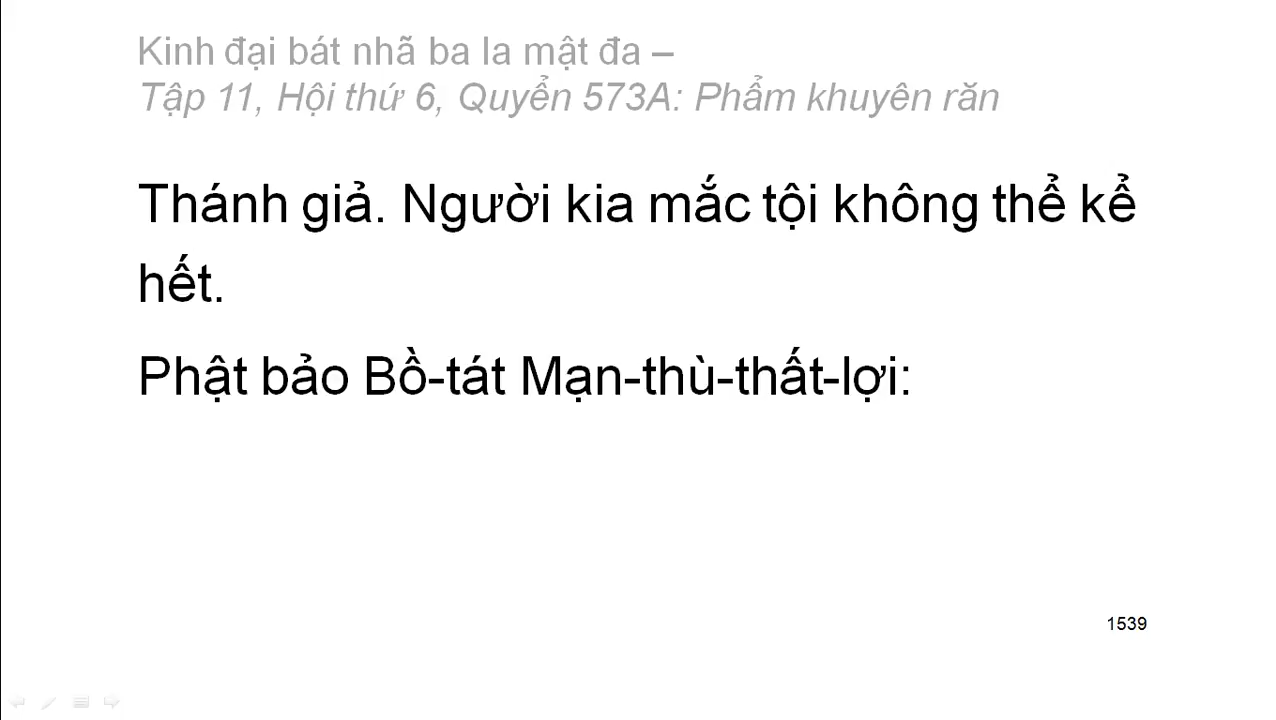 Kinh đại bát nhã ba la mật đa –
Tập 11, Hội thứ 6, Quyển 573A: Phẩm khuyên răn
Thánh giả. Người kia mắc tội không thể kể
hết.
Phật bảo Bồ-tát Mạn-thù-thất-lợi:
1539